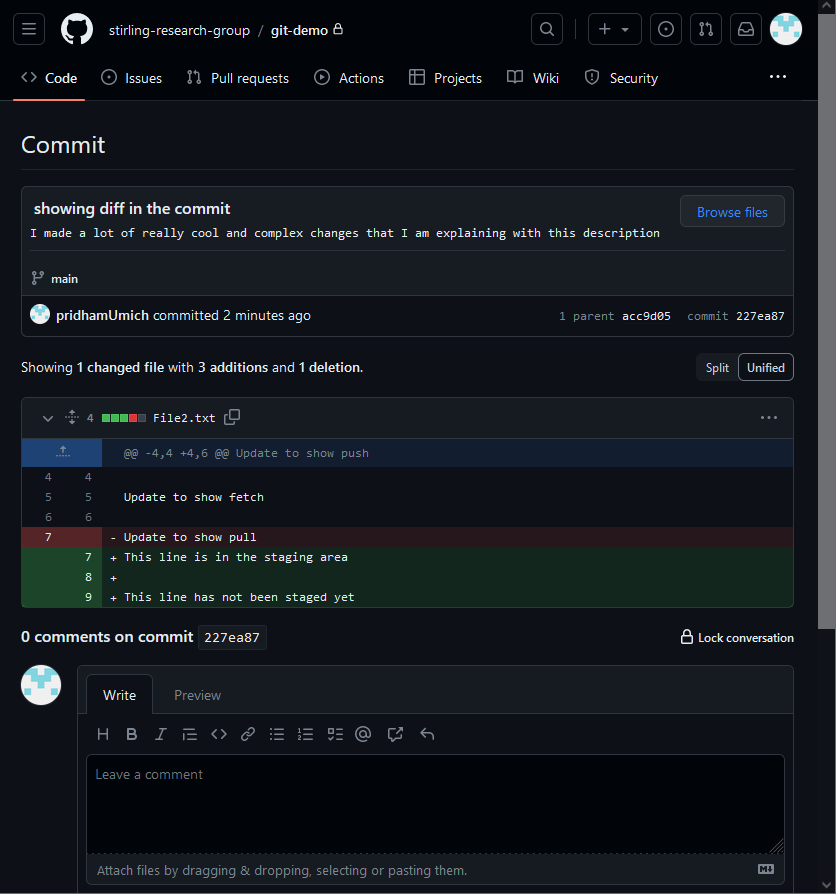 stirling-research-group / git-demo
Code Issues Pull requests Actions Projects Wiki Security
Commit
showing diff in the commit
Browse files
I made a lot of really cool and complex changes that I am explaining with this description
main
pridhamUmich committed 2 minutes ago
1 parent acc9d05 commit 227ea87
Showing 1 changed file with 3 additions and 1 deletion.
Split Unified
4 File2.txt
@@ -4,4 +4,6 @@ Update to show push
4 4
5 5 Update to show fetch
6 6
7 - Update to show pull
7 + This line is in the staging area
8 +
9 + This line has not been staged yet
0 comments on commit 227ea87
Lock conversation
Write Preview
Leave a comment
Attach files by dragging & dropping, selecting or pasting them.